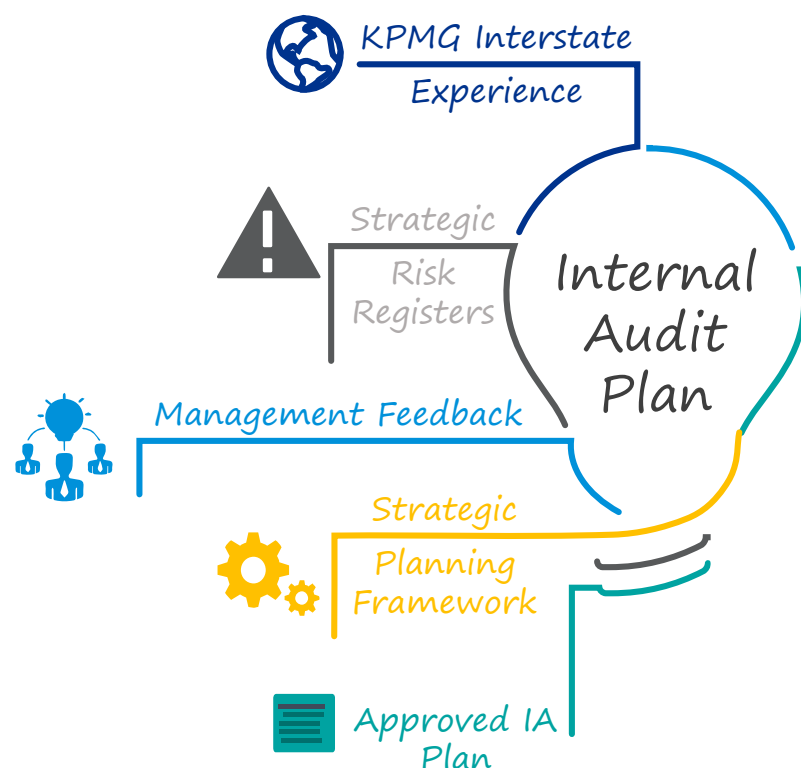 KPMG Interstate
Experience
Strategic
Risk
Registers
Internal
Audit
Plan
Management Feedback
Strategic
Planning
Framework
Approved IA
Plan